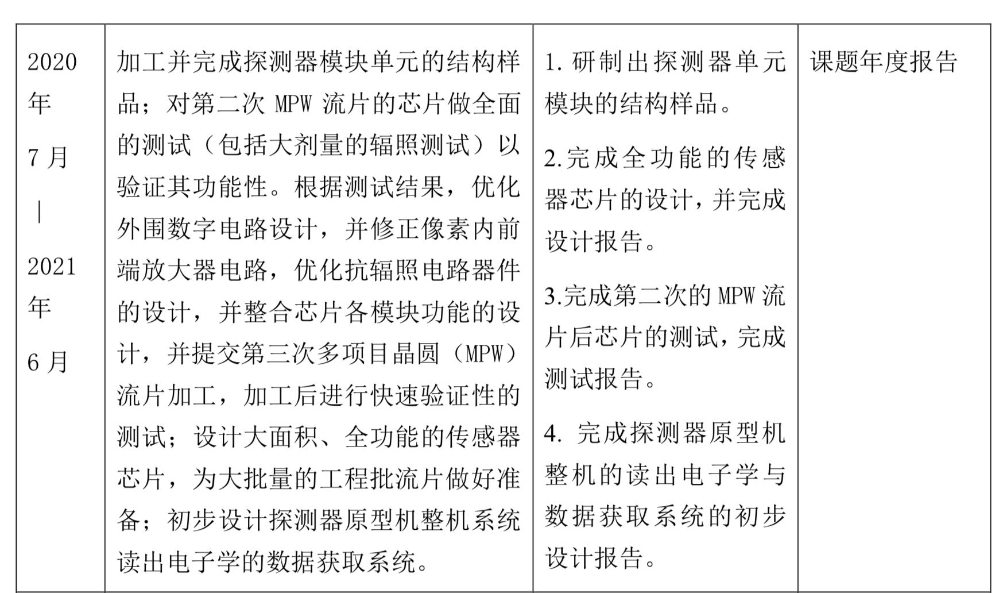 2020
年
7 月
|
2021
年
6 月
加工并完成探测器模块单元的结构样
品；对第二次 MPW 流片的芯片做全面
的测试（包括大剂量的辐照测试）以
验证其功能性。根据测试结果，优化
外围数字电路设计，并修正像素内前
端放大器电路，优化抗辐照电路器件
的设计，并整合芯片各模块功能的设
计，并提交第三次多项目晶圆（MPW）
流片加工，加工后进行快速验证性的
测试；设计大面积、全功能的传感器
芯片，为大批量的工程批流片做好准
备；初步设计探测器原型机整机系统
读出电子学的数据获取系统。
1. 研制出探测器单元
模块的结构样品。
2.完成全功能的传感
器芯片的设计，并完成
设计报告。
3.完成第二次的 MPW 流
片后芯片的测试，完成
测试报告。
4. 完成探测器原型机
整机的读出电子学与
数据获取系统的初步
设计报告。
课题年度报告